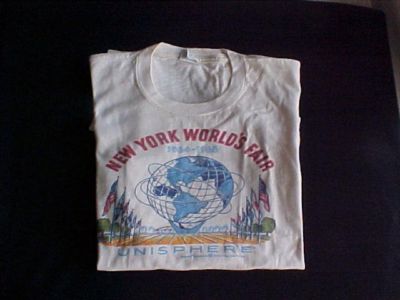 NEW YORK WORLD'S FAIR
1964-1965
UNISPHERE